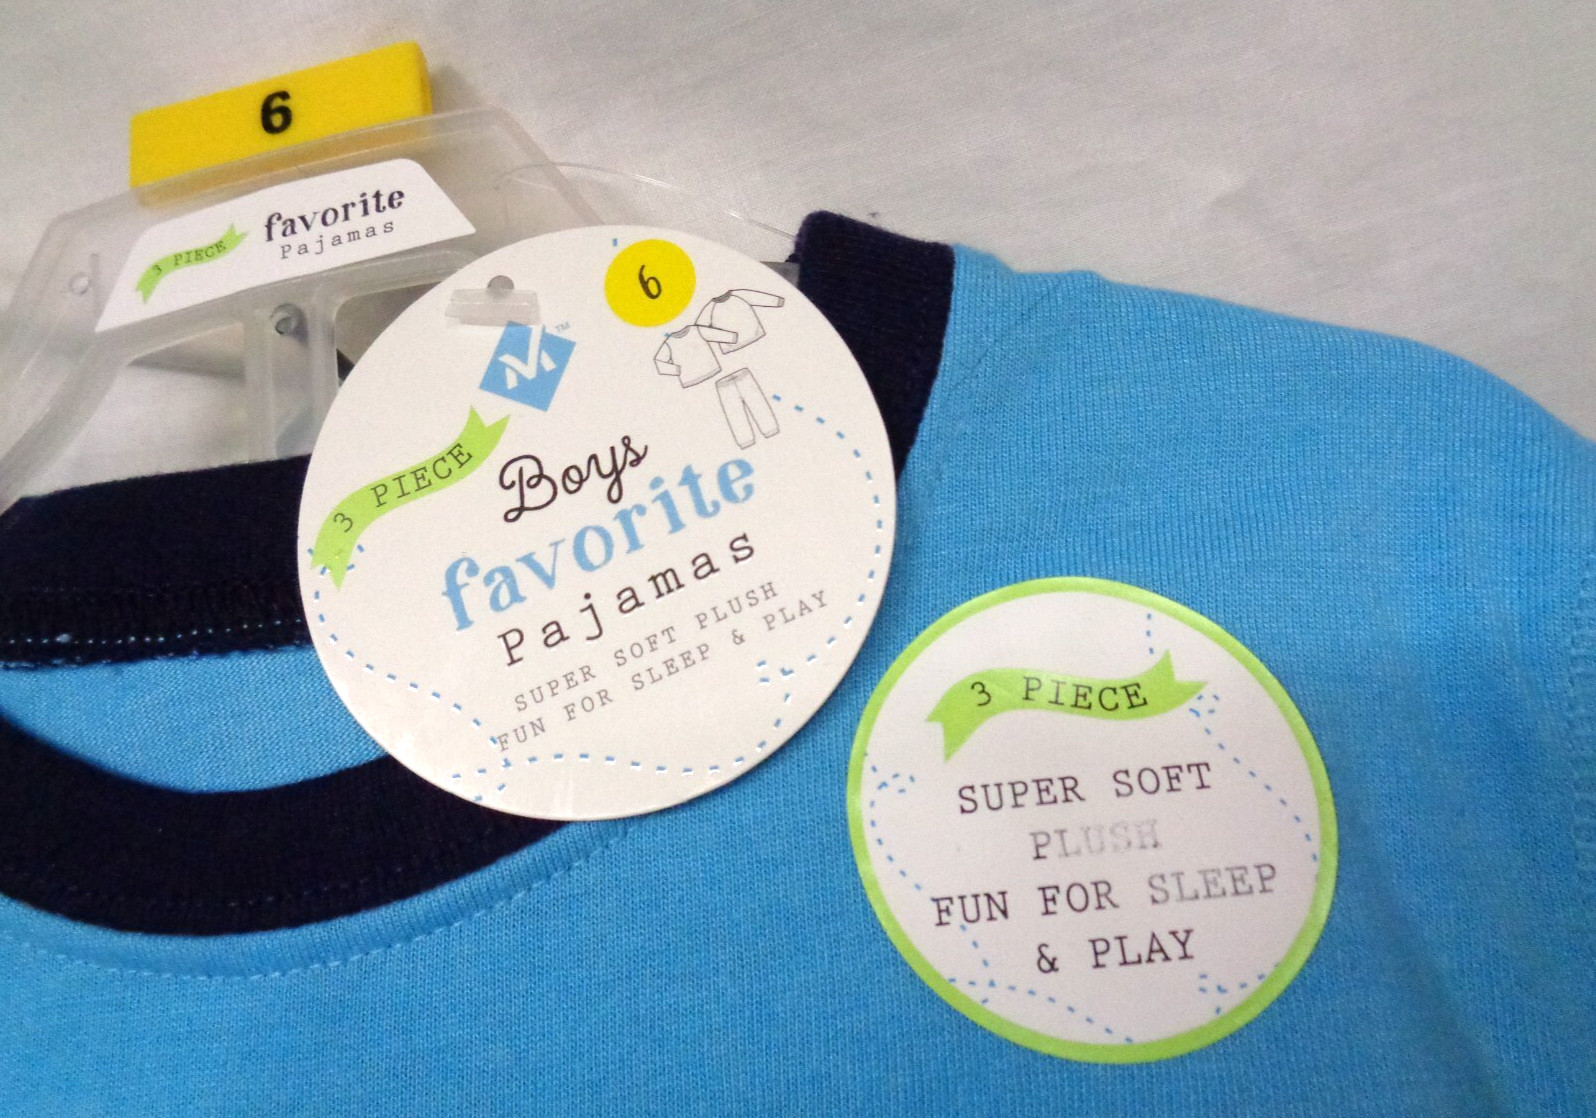 6
3 PIECE
favorite
Pajamas
6
M™
3 PIECE
Boys
favorite
Pajamas
SUPER SOFT PLUSH
FUN FOR SLEEP & PLAY
3 PIECE
SUPER SOFT
PLUSH
FUN FOR SLEEP
& PLAY